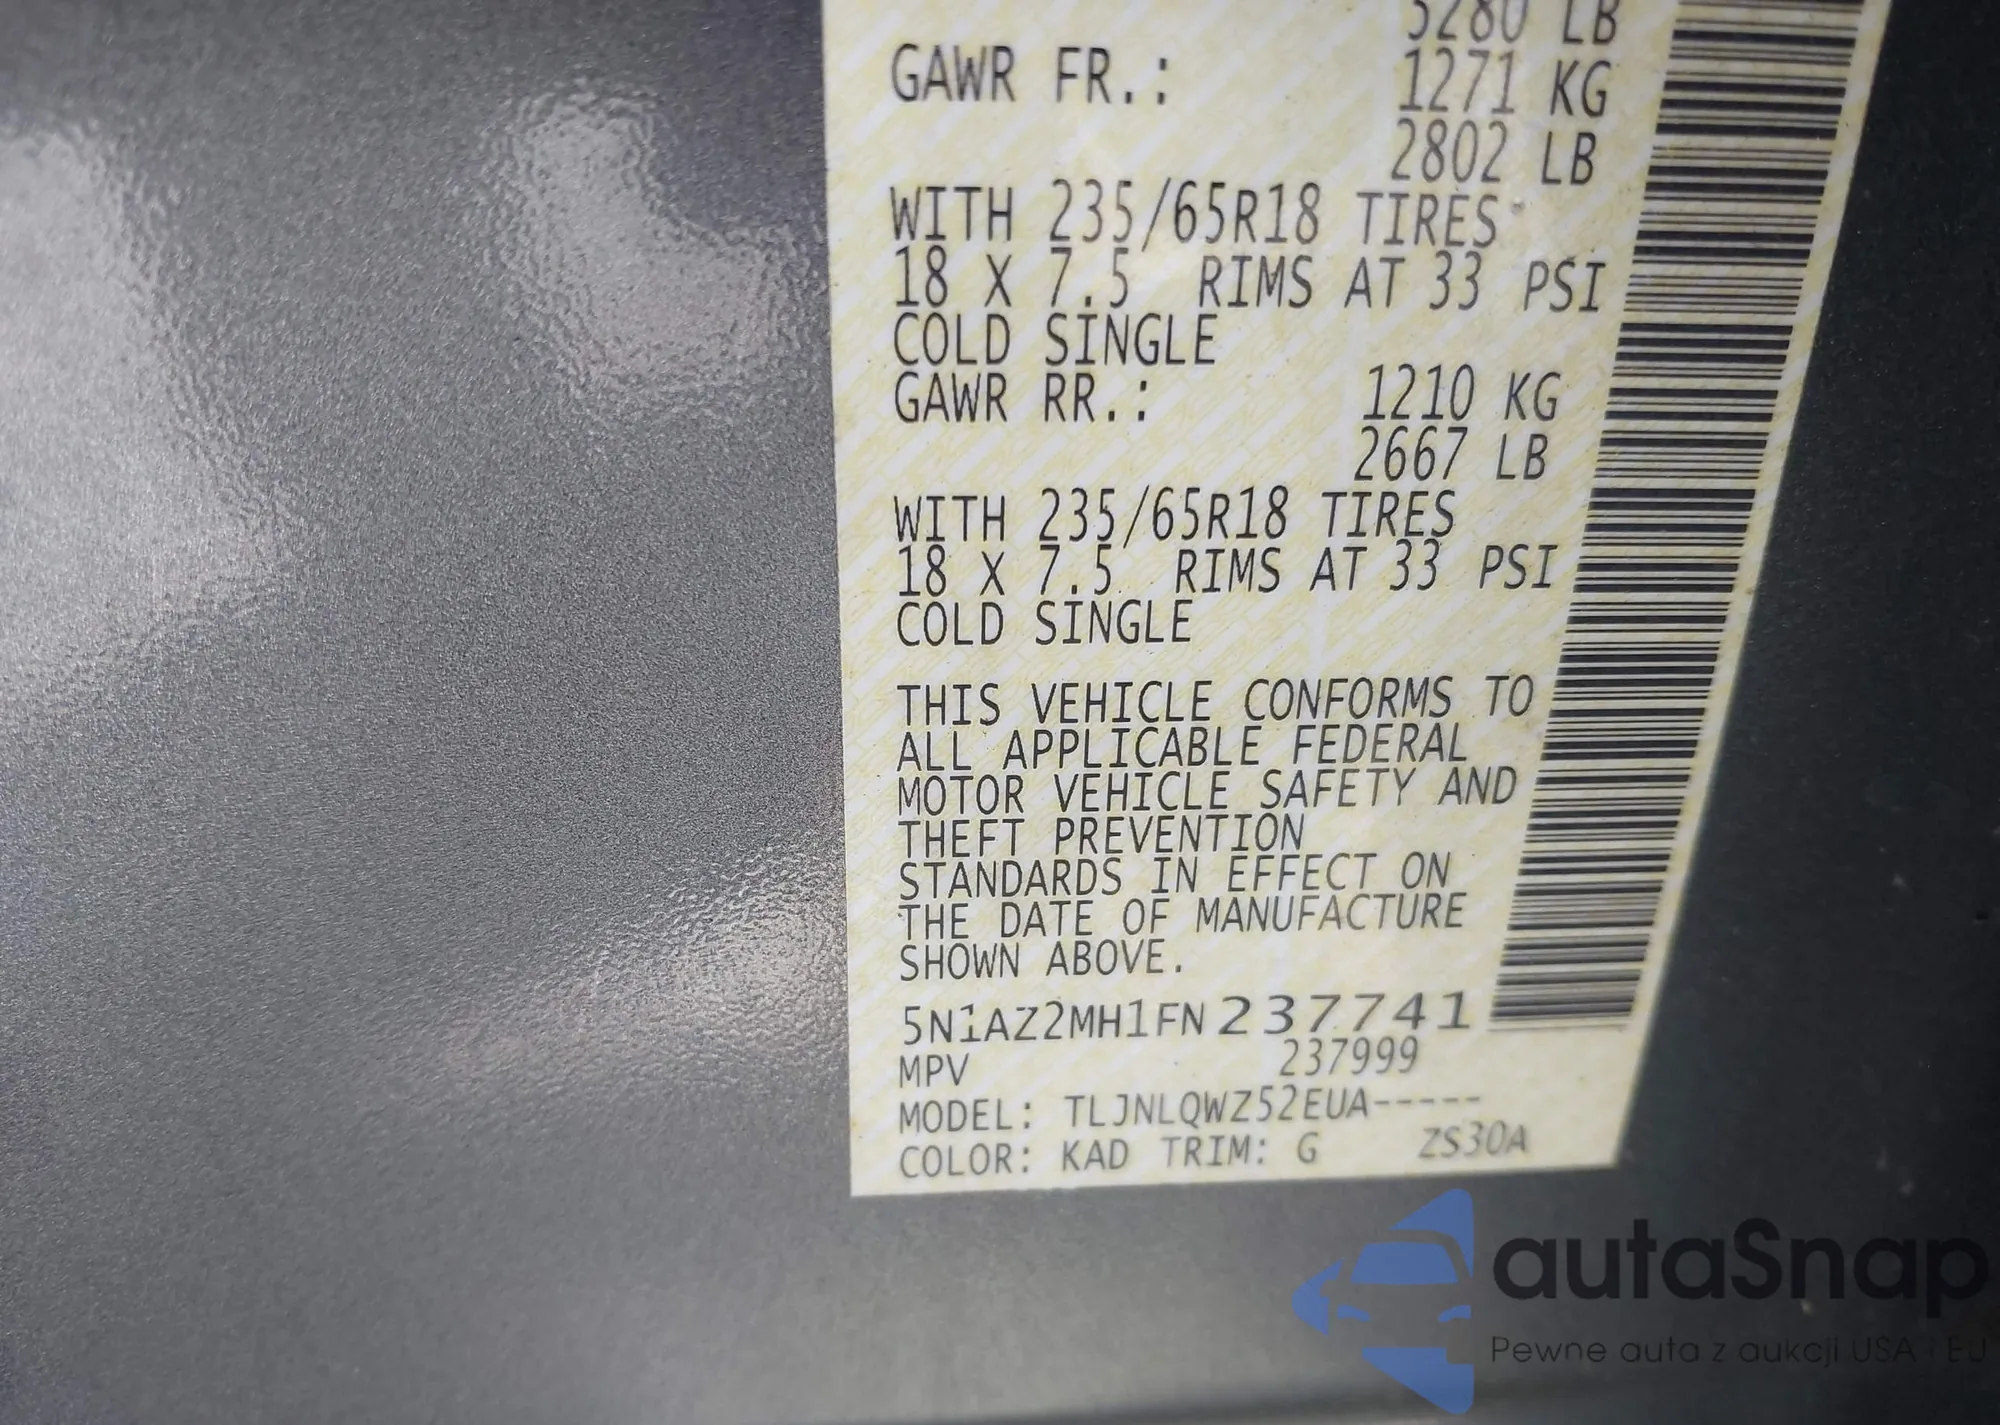 5280 LB
GAWR FR.: 1271 KG
2802 LB
WITH 235/65R18 TIRES
18 X 7.5 RIMS AT 33 PSI
COLD SINGLE
GAWR RR.: 1210 KG
2667 LB
WITH 235/65R18 TIRES
18 X 7.5 RIMS AT 33 PSI
COLD SINGLE
THIS VEHICLE CONFORMS TO
ALL APPLICABLE FEDERAL
MOTOR VEHICLE SAFETY AND
THEFT PREVENTION
STANDARDS IN EFFECT ON
THE DATE OF MANUFACTURE
SHOWN ABOVE.
5N1AZ2MH1FN237741
MPV 237999
MODEL: TLJNLQWZ52EUA-----
COLOR: KAD TRIM: G ZS30A
autaSnap
Pewne auta z aukcji USA i EU